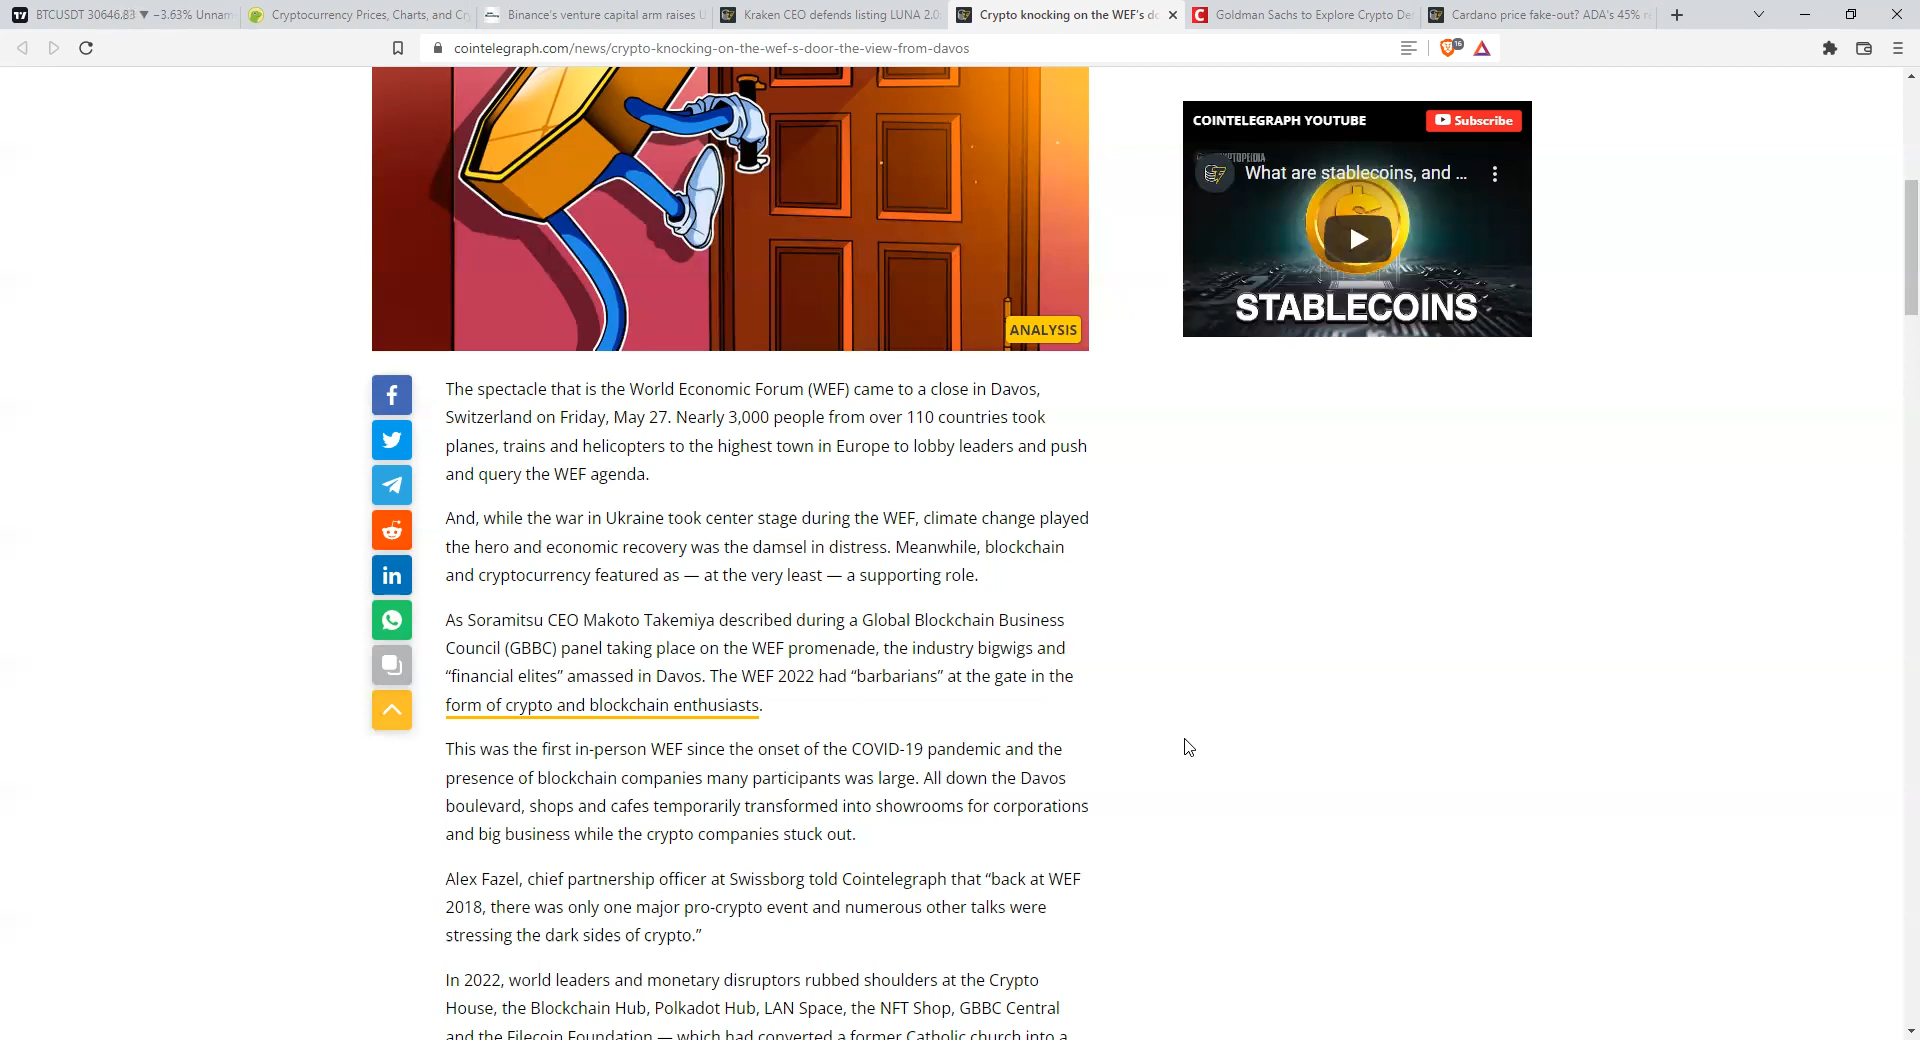 BTCUSDT 30646.83 ▼ −3.63% Unnam
Cryptocurrency Prices, Charts, and Cr
Binance's venture capital arm raises U
Kraken CEO defends listing LUNA 2.0:
Crypto knocking on the WEF's do
Goldman Sachs to Explore Crypto De
Cardano price fake-out? ADA's 45% r
cointelegraph.com/news/crypto-knocking-on-the-wef-s-door-the-view-from-davos
16
ANALYSIS
COINTELEGRAPH YOUTUBE
Subscribe
What are stablecoins, and ...
STABLECOINS
The spectacle that is the World Economic Forum (WEF) came to a close in Davos,
Switzerland on Friday, May 27. Nearly 3,000 people from over 110 countries took
planes, trains and helicopters to the highest town in Europe to lobby leaders and push
and query the WEF agenda.
And, while the war in Ukraine took center stage during the WEF, climate change played
the hero and economic recovery was the damsel in distress. Meanwhile, blockchain
and cryptocurrency featured as — at the very least — a supporting role.
As Soramitsu CEO Makoto Takemiya described during a Global Blockchain Business
Council (GBBC) panel taking place on the WEF promenade, the industry bigwigs and
“financial elites” amassed in Davos. The WEF 2022 had “barbarians” at the gate in the
form of crypto and blockchain enthusiasts.
This was the first in-person WEF since the onset of the COVID-19 pandemic and the
presence of blockchain companies many participants was large. All down the Davos
boulevard, shops and cafes temporarily transformed into showrooms for corporations
and big business while the crypto companies stuck out.
Alex Fazel, chief partnership officer at Swissborg told Cointelegraph that “back at WEF
2018, there was only one major pro-crypto event and numerous other talks were
stressing the dark sides of crypto.”
In 2022, world leaders and monetary disruptors rubbed shoulders at the Crypto
House, the Blockchain Hub, Polkadot Hub, LAN Space, the NFT Shop, GBBC Central
and the Filecoin Foundation — which had converted a former Catholic church into a